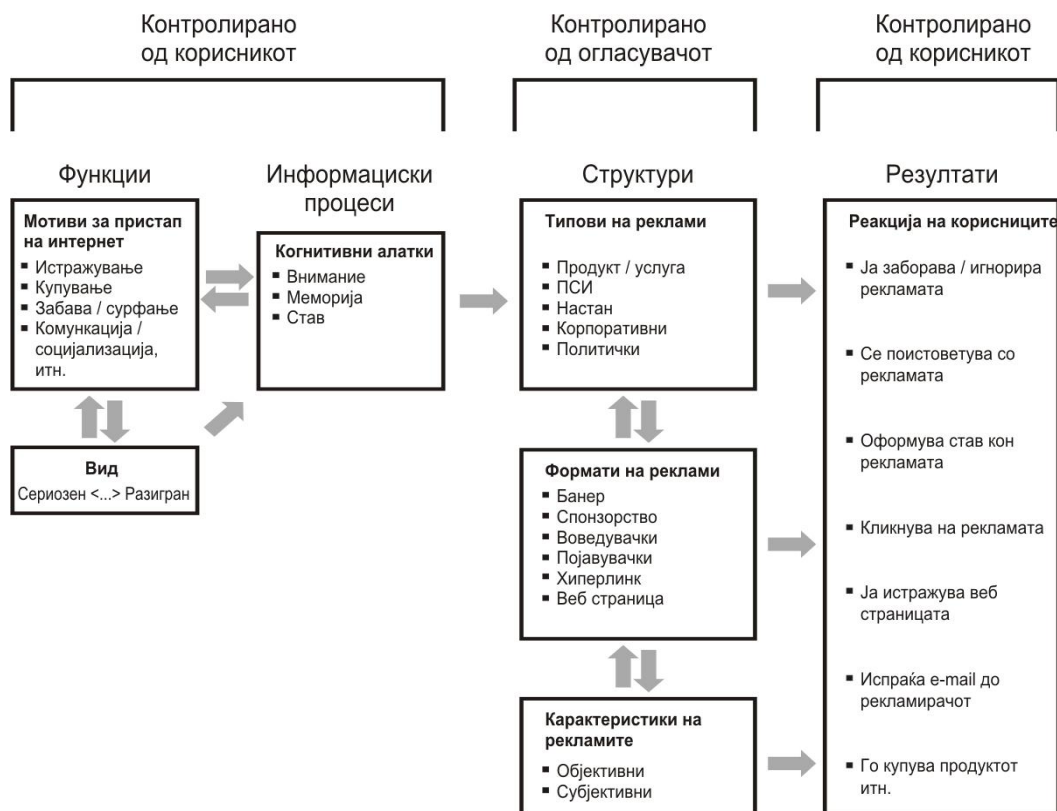 Контролирано
од корисникот
Контролирано
од огласувачот
Контролирано
од корисникот
Функции
Мотиви за пристап
на интернет
▪ Истражување
▪ Купување
▪ Забава / сурфање
▪ Комункација /
социјализација,
итн.
Вид
Сериозен <...> Разигран
Информациски
процеси
Когнитивни алатки
▪ Внимание
▪ Меморија
▪ Став
Структури
Типови на реклами
▪ Продукт / услуга
▪ ПСИ
▪ Настан
▪ Корпоративни
▪ Политички
Формати на реклами
▪ Банер
▪ Спонзорство
▪ Воведувачки
▪ Појавувачки
▪ Хиперлинк
▪ Веб страница
Карактеристики на
рекламите
▪ Објективни
▪ Субјективни
Резултати
Реакција на корисниците
▪ Ја заборава / игнорира
рекламата
▪ Се поистоветува со
рекламата
▪ Оформува став кон
рекламата
▪ Кликнува на рекламата
▪ Ја истражува веб
страницата
▪ Испраќа e-mail до
рекламирачот
▪ Го купува продуктот
итн.